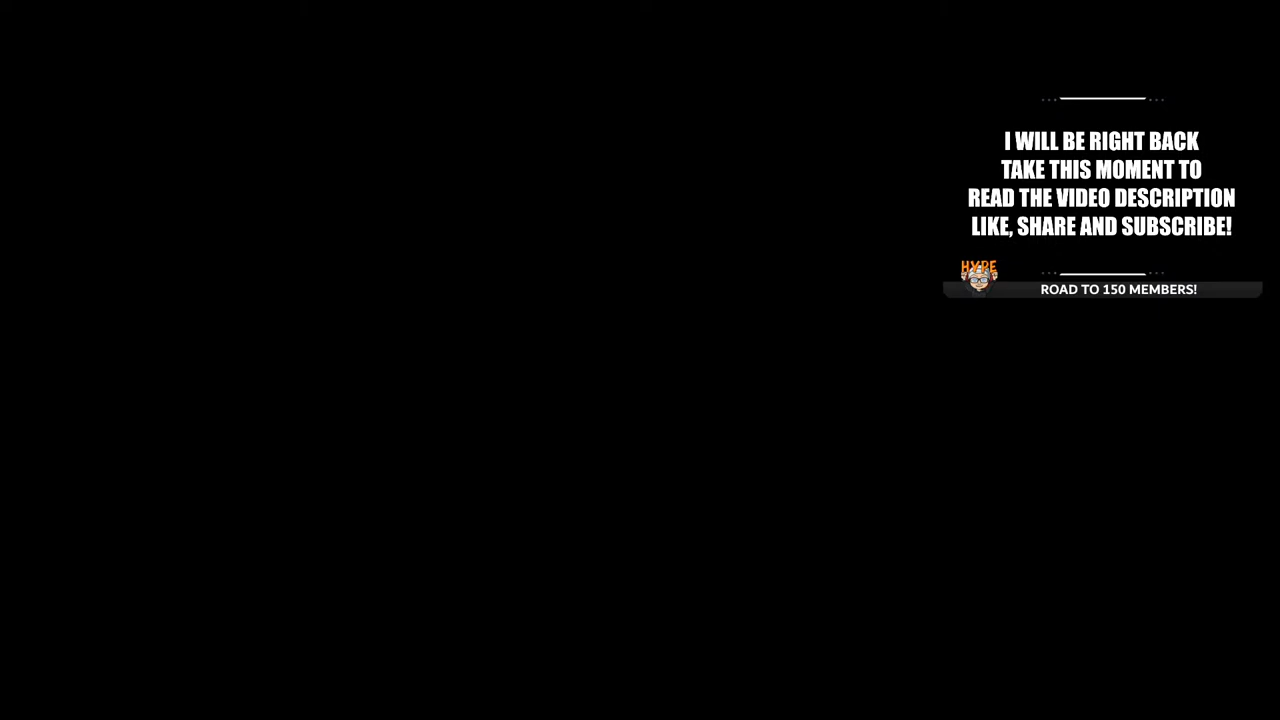 I WILL BE RIGHT BACK
TAKE THIS MOMENT TO
READ THE VIDEO DESCRIPTION
LIKE, SHARE AND SUBSCRIBE!
HYPE
ROAD TO 150 MEMBERS!